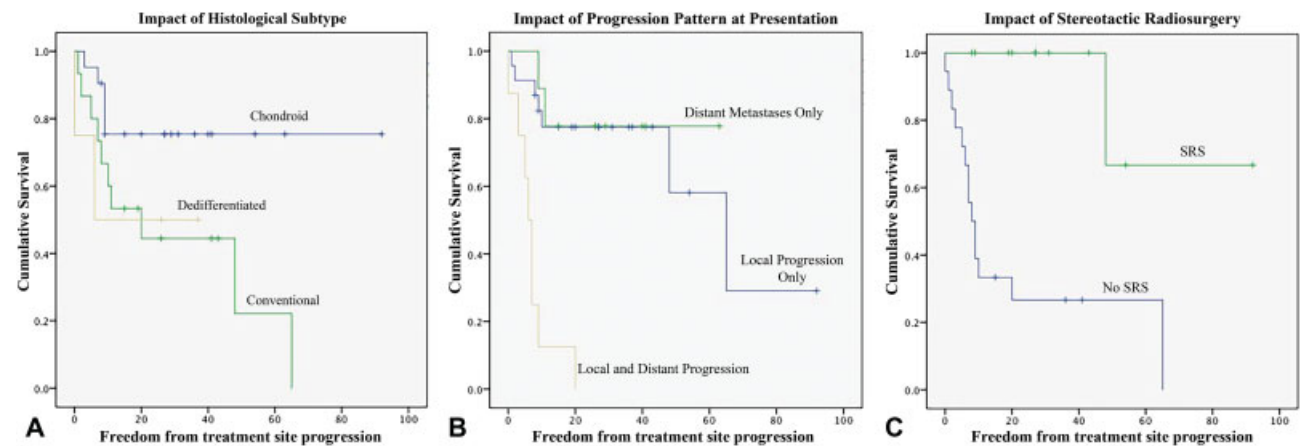 Impact of Histological Subtype
Cumulative Survival
1.0
0.8
0.6
0.4
0.2
0.0
Chondroid
Dedifferentiated
Conventional
0 20 40 60 80 100
A Freedom from treatment site progression
Impact of Progression Pattern at Presentation
Cumulative Survival
1.0
0.8
0.6
0.4
0.2
0.0
Distant Metastases Only
Local Progression
Only
Local and Distant Progression
0 20 40 60 80 100
B Freedom from treatment site progression
Impact of Stereotactic Radiosurgery
Cumulative Survival
1.0
0.8
0.6
0.4
0.2
0.0
SRS
No SRS
0 20 40 60 80 100
C Freedom from treatment site progression